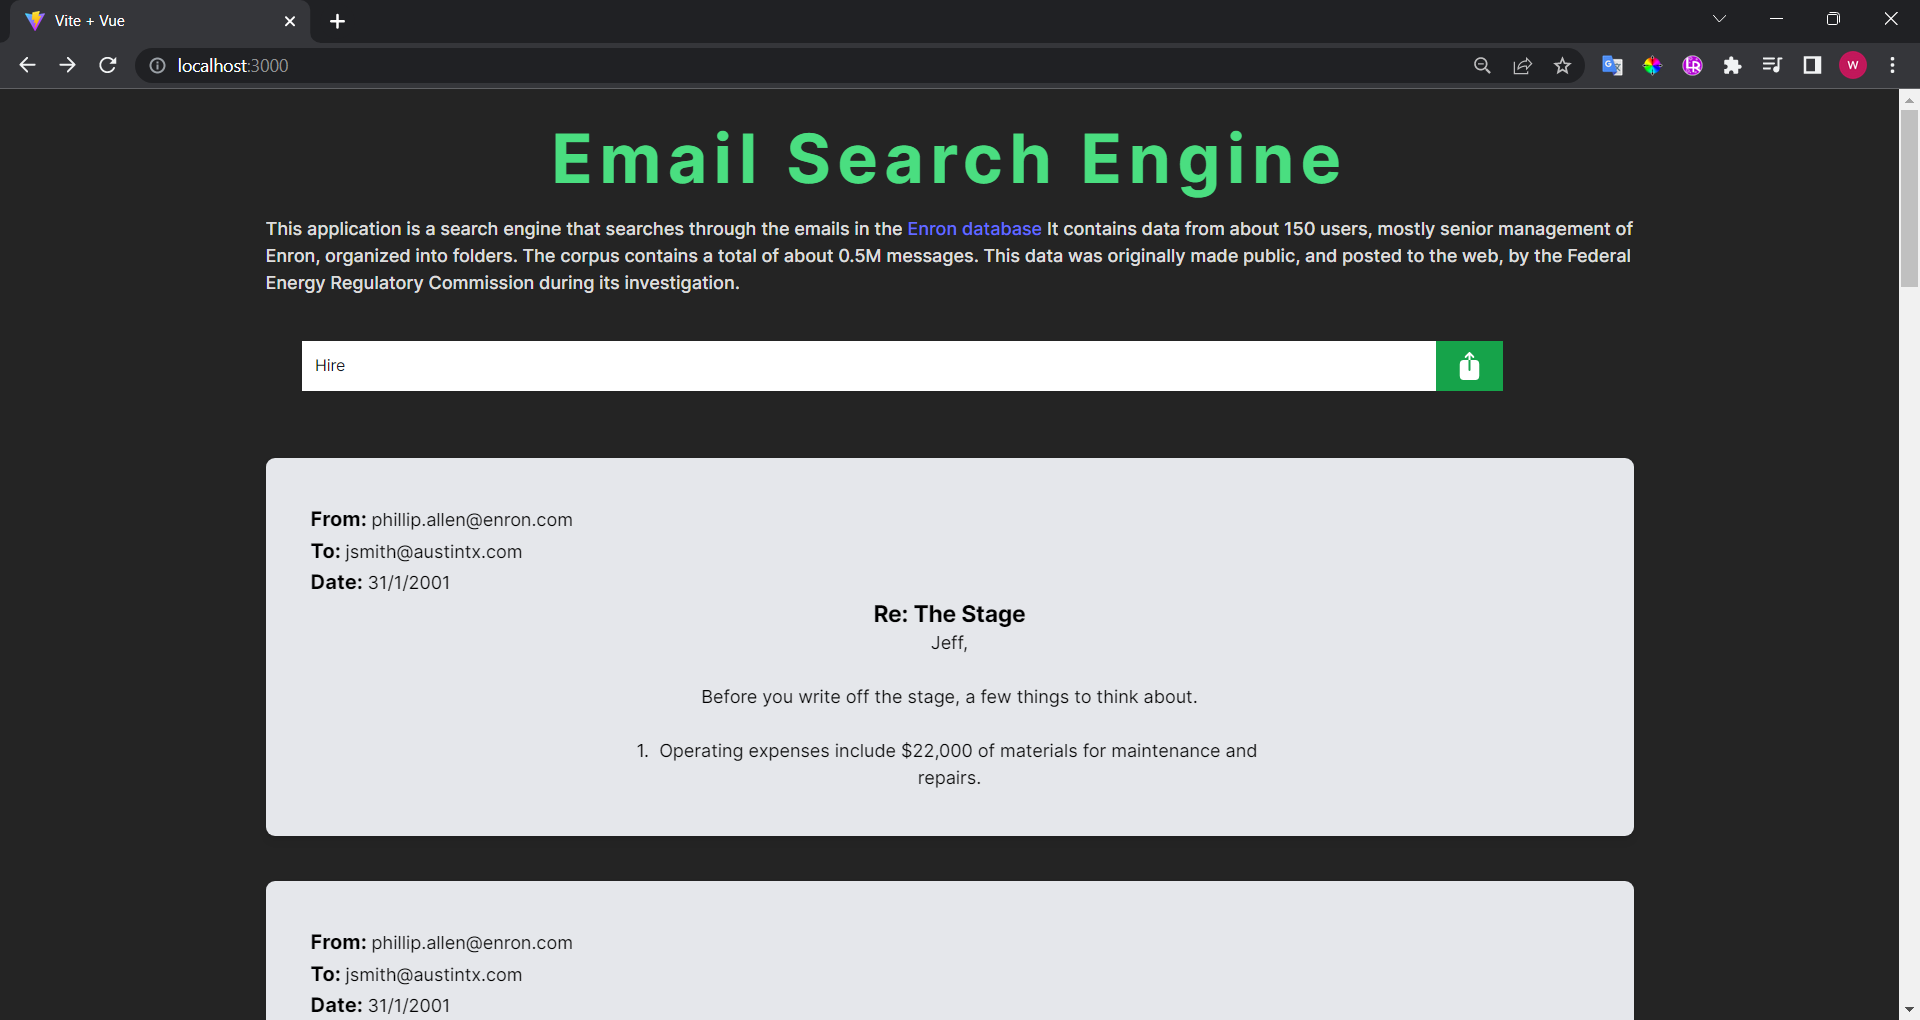 Vite + Vue
localhost:3000
W
Email Search Engine
This application is a search engine that searches through the emails in the Enron database It contains data from about 150 users, mostly senior management of
Enron, organized into folders. The corpus contains a total of about 0.5M messages. This data was originally made public, and posted to the web, by the Federal
Energy Regulatory Commission during its investigation.
Hire
From: phillip.allen@enron.com
To: jsmith@austintx.com
Date: 31/1/2001
Re: The Stage
Jeff,
Before you write off the stage, a few things to think about.
1. Operating expenses include $22,000 of materials for maintenance and
repairs.
From: phillip.allen@enron.com
To: jsmith@austintx.com
Date: 31/1/2001